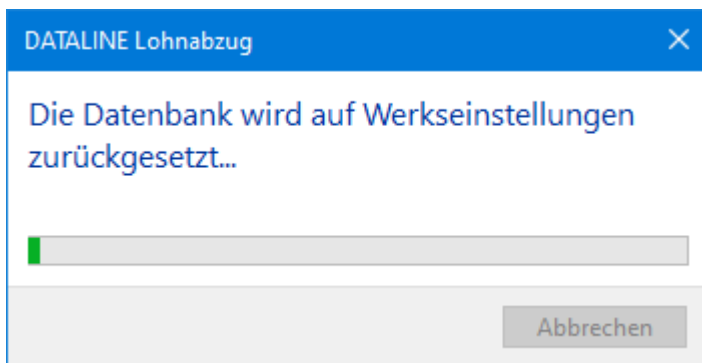 DATALINE Lohnabzug
Die Datenbank wird auf Werkseinstellungen
zurückgesetzt...
Abbrechen